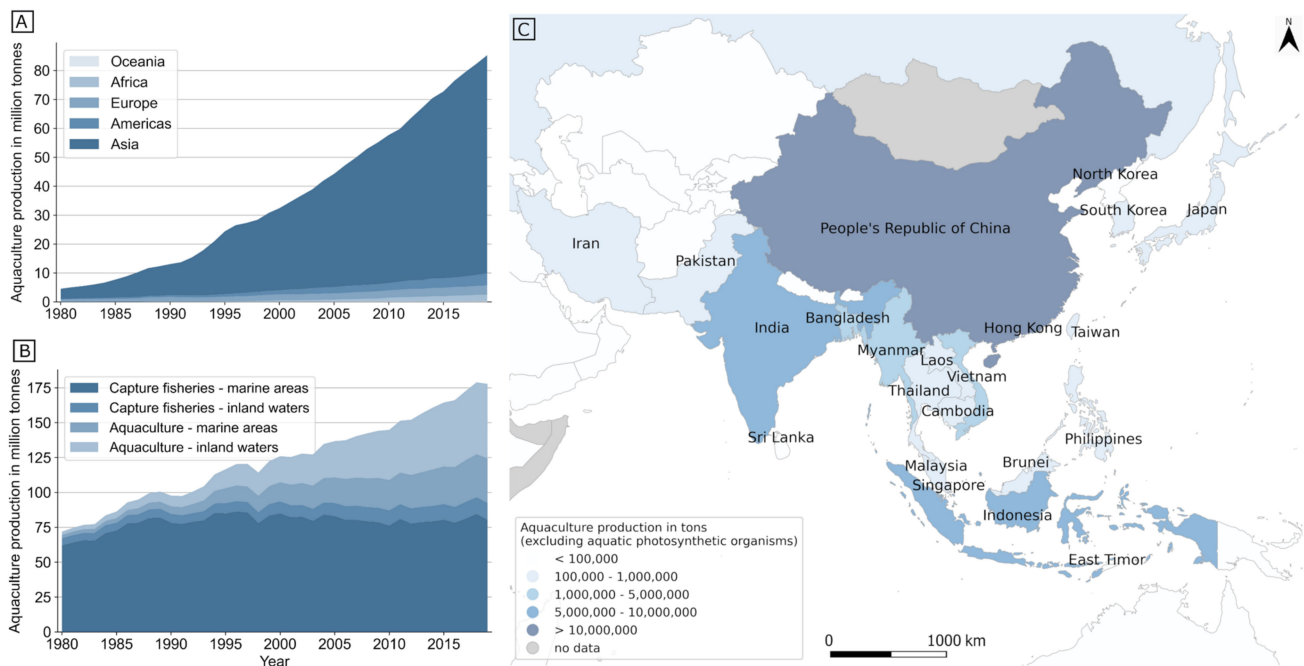 A
Aquaculture production in million tonnes
80
70
60
50
40
30
20
10
0
Oceania
Africa
Europe
Americas
Asia
1980
1985
1990
1995
2000
2005
2010
2015
B
Aquaculture production in million tonnes
175
150
125
100
75
50
25
0
Capture fisheries - marine areas
Capture fisheries - inland waters
Aquaculture - marine areas
Aquaculture - inland waters
1980
1985
1990
1995
2000
2005
2010
2015
Year
C
N
North Korea
South Korea
Japan
People's Republic of China
Iran
Pakistan
India
Bangladesh
Hong Kong
Taiwan
Myanmar
Laos
Vietnam
Thailand
Cambodia
Sri Lanka
Philippines
Malaysia
Brunei
Singapore
Indonesia
East Timor
Aquaculture production in tons
(excluding aquatic photosynthetic organisms)
< 100,000
100,000 - 1,000,000
1,000,000 - 5,000,000
5,000,000 - 10,000,000
> 10,000,000
no data
0
1000 km